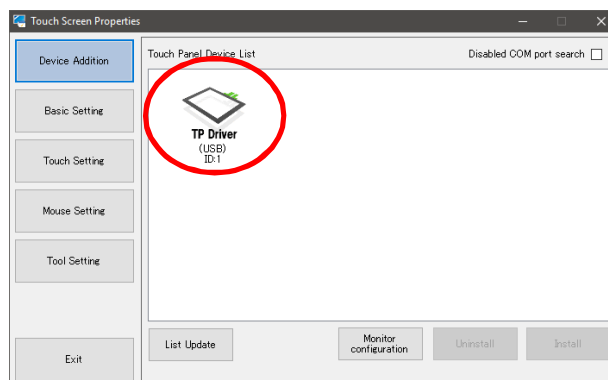 Touch Screen Properties
Device Addition
Basic Setting
Touch Setting
Mouse Setting
Tool Setting
Exit
Touch Panel Device List
Disabled COM port search
TP Driver
(USB)
ID:1
List Update
Monitor
configuration
Uninstall
Install